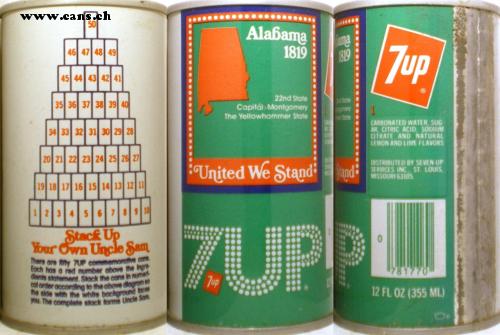 www.cans.ch
50
46 47 48 49
45 44 43 42 41
35 36 37 38 39 40
34 33 32 31 30 29
21 22 23 24 25 26 27 28
19 18 17 16 15 14 13 12 11
1 2 3 4 5 6 7 8 9 10
Stack Up
Your Own Uncle Sam
There are fifty 7UP commemorative cans.
Each has a red number above the ingre-
dients statement. Stack the cans in numeri-
cal order according to the above diagram so
the side with the white background faces
you. The complete stack forms Uncle Sam.
Alabama
1819
22nd State
Capital-Montgomery
The Yellowhammer State
United We Stand
7UP
7up
Alabama
1819
7up
1
CARBONATED WATER, SUG-
AR, CITRIC ACID, SODIUM
CITRATE AND NATURAL
LEMON AND LIME FLAVORS
DISTRIBUTED BY SEVEN-UP
SERVICES INC., ST. LOUIS,
MISSOURI 63105
Stand
0
781770
P
12 FL OZ (355 ML)